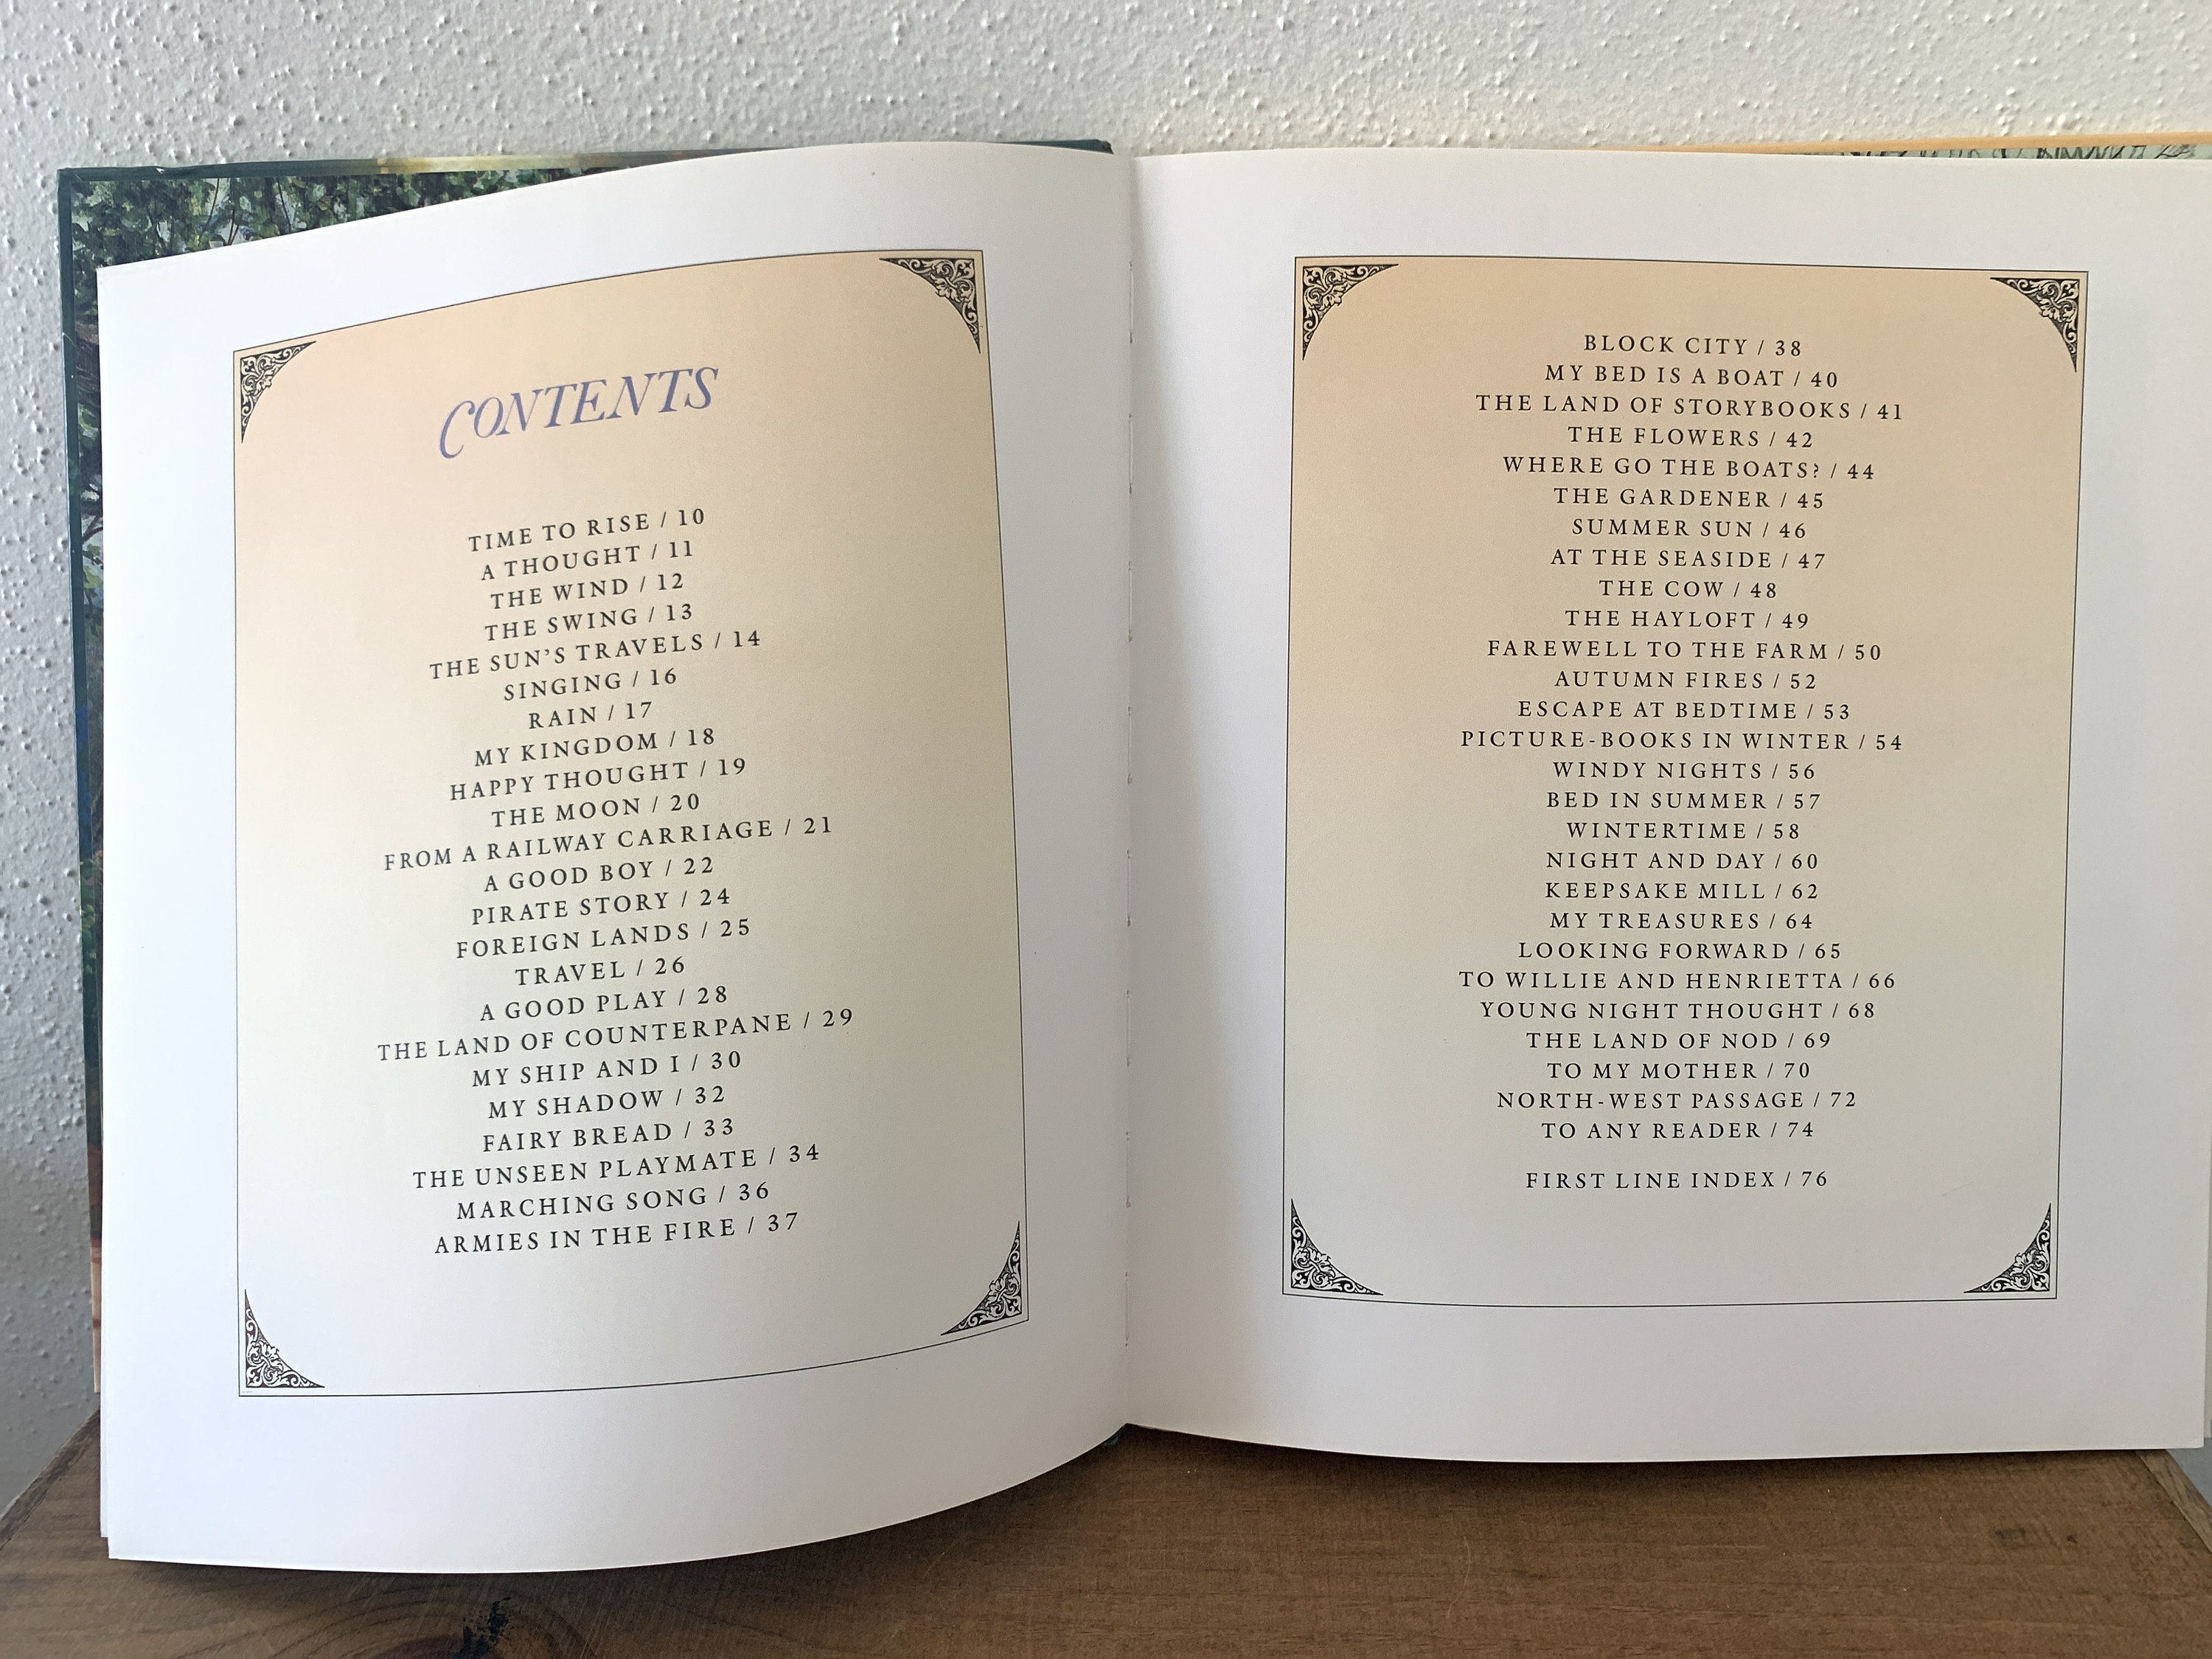 CONTENTS
TIME TO RISE / 10
A THOUGHT / 11
THE WIND / 12
THE SWING / 13
THE SUN'S TRAVELS / 14
SINGING / 16
RAIN / 17
MY KINGDOM / 18
HAPPY THOUGHT / 19
THE MOON / 20
FROM A RAILWAY CARRIAGE / 21
A GOOD BOY / 22
PIRATE STORY / 24
FOREIGN LANDS / 25
TRAVEL / 26
A GOOD PLAY / 28
THE LAND OF COUNTERPANE / 29
MY SHIP AND I / 30
MY SHADOW / 32
FAIRY BREAD / 33
THE UNSEEN PLAYMATE / 34
MARCHING SONG / 36
ARMIES IN THE FIRE / 37
BLOCK CITY / 38
MY BED IS A BOAT / 40
THE LAND OF STORYBOOKS / 41
THE FLOWERS / 42
WHERE GO THE BOATS? / 44
THE GARDENER / 45
SUMMER SUN / 46
AT THE SEASIDE / 47
THE COW / 48
THE HAYLOFT / 49
FAREWELL TO THE FARM / 50
AUTUMN FIRES / 52
ESCAPE AT BEDTIME / 53
PICTURE-BOOKS IN WINTER / 54
WINDY NIGHTS / 56
BED IN SUMMER / 57
WINTERTIME / 58
NIGHT AND DAY / 60
KEEPSAKE MILL / 62
MY TREASURES / 64
LOOKING FORWARD / 65
TO WILLIE AND HENRIETTA / 66
YOUNG NIGHT THOUGHT / 68
THE LAND OF NOD / 69
TO MY MOTHER / 70
NORTH-WEST PASSAGE / 72
TO ANY READER / 74
FIRST LINE INDEX / 76